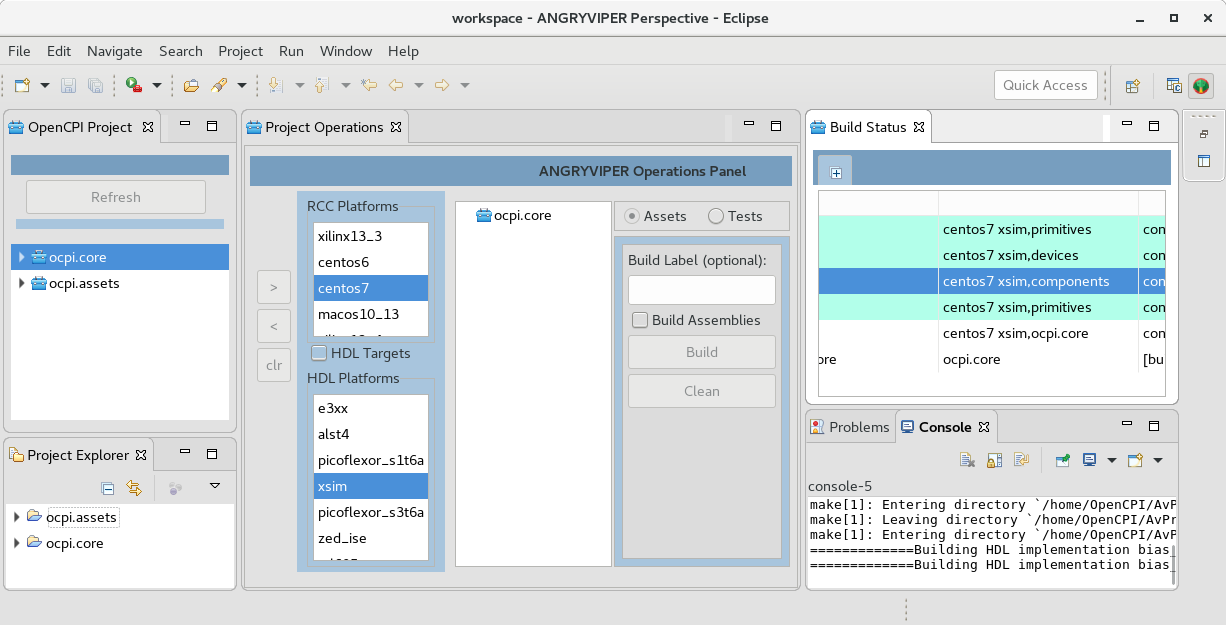 workspace - ANGRYVIPER Perspective - Eclipse
File Edit Navigate Search Project Run Window Help
Quick Access
OpenCPI Project
Refresh
ocpi.core
ocpi.assets
Project Explorer
ocpi.assets
ocpi.core
Project Operations
ANGRYVIPER Operations Panel
>
<
clr
RCC Platforms
xilinx13_3
centos6
centos7
macos10_13
HDL Targets
HDL Platforms
e3xx
alst4
picoflexor_s1t6a
xsim
picoflexor_s3t6a
zed_ise
ocpi.core
Assets Tests
Build Label (optional):
Build Assemblies
Build
Clean
Build Status
centos7 xsim,primitives con
centos7 xsim,devices con
centos7 xsim,components con
centos7 xsim,primitives con
centos7 xsim,ocpi.core con
ore ocpi.core [bu
Problems Console
console-5
make[1]: Entering directory `/home/OpenCPI/AvP
make[1]: Leaving directory `/home/OpenCPI/AvPr
make[1]: Entering directory `/home/OpenCPI/AvP
=============Building HDL implementation bias
=============Building HDL implementation bias